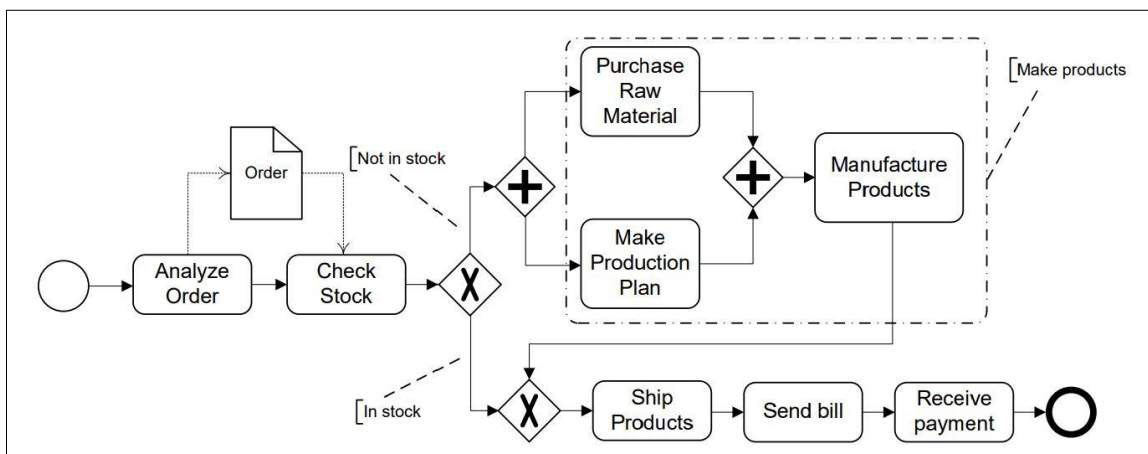 Purchase
Raw
Material
[Make products
Order
[Not in stock
Manufacture
Products
Analyze
Order
Check
Stock
Make
Production
Plan
[In stock
Ship
Products
Send bill
Receive
payment